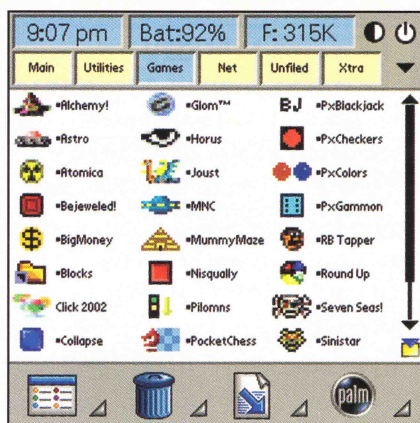 9:07 pm Bat:92% F: 315K
Main Utilities Games Net Unfiled Xtra
•Alchemy! •Glom™ BJ •PxBlackjack
•Astro •Horus •PxCheckers
•Atomica •Joust •PxColors
•Bejeweled! •MNC •PxGammon
•BigMoney •MummyMaze •RB Tapper
•Blocks •Nisqually •Round Up
Click 2002 •Pilomns •Seven Seas!
•Collapse •PocketChess •Sinistar
palm